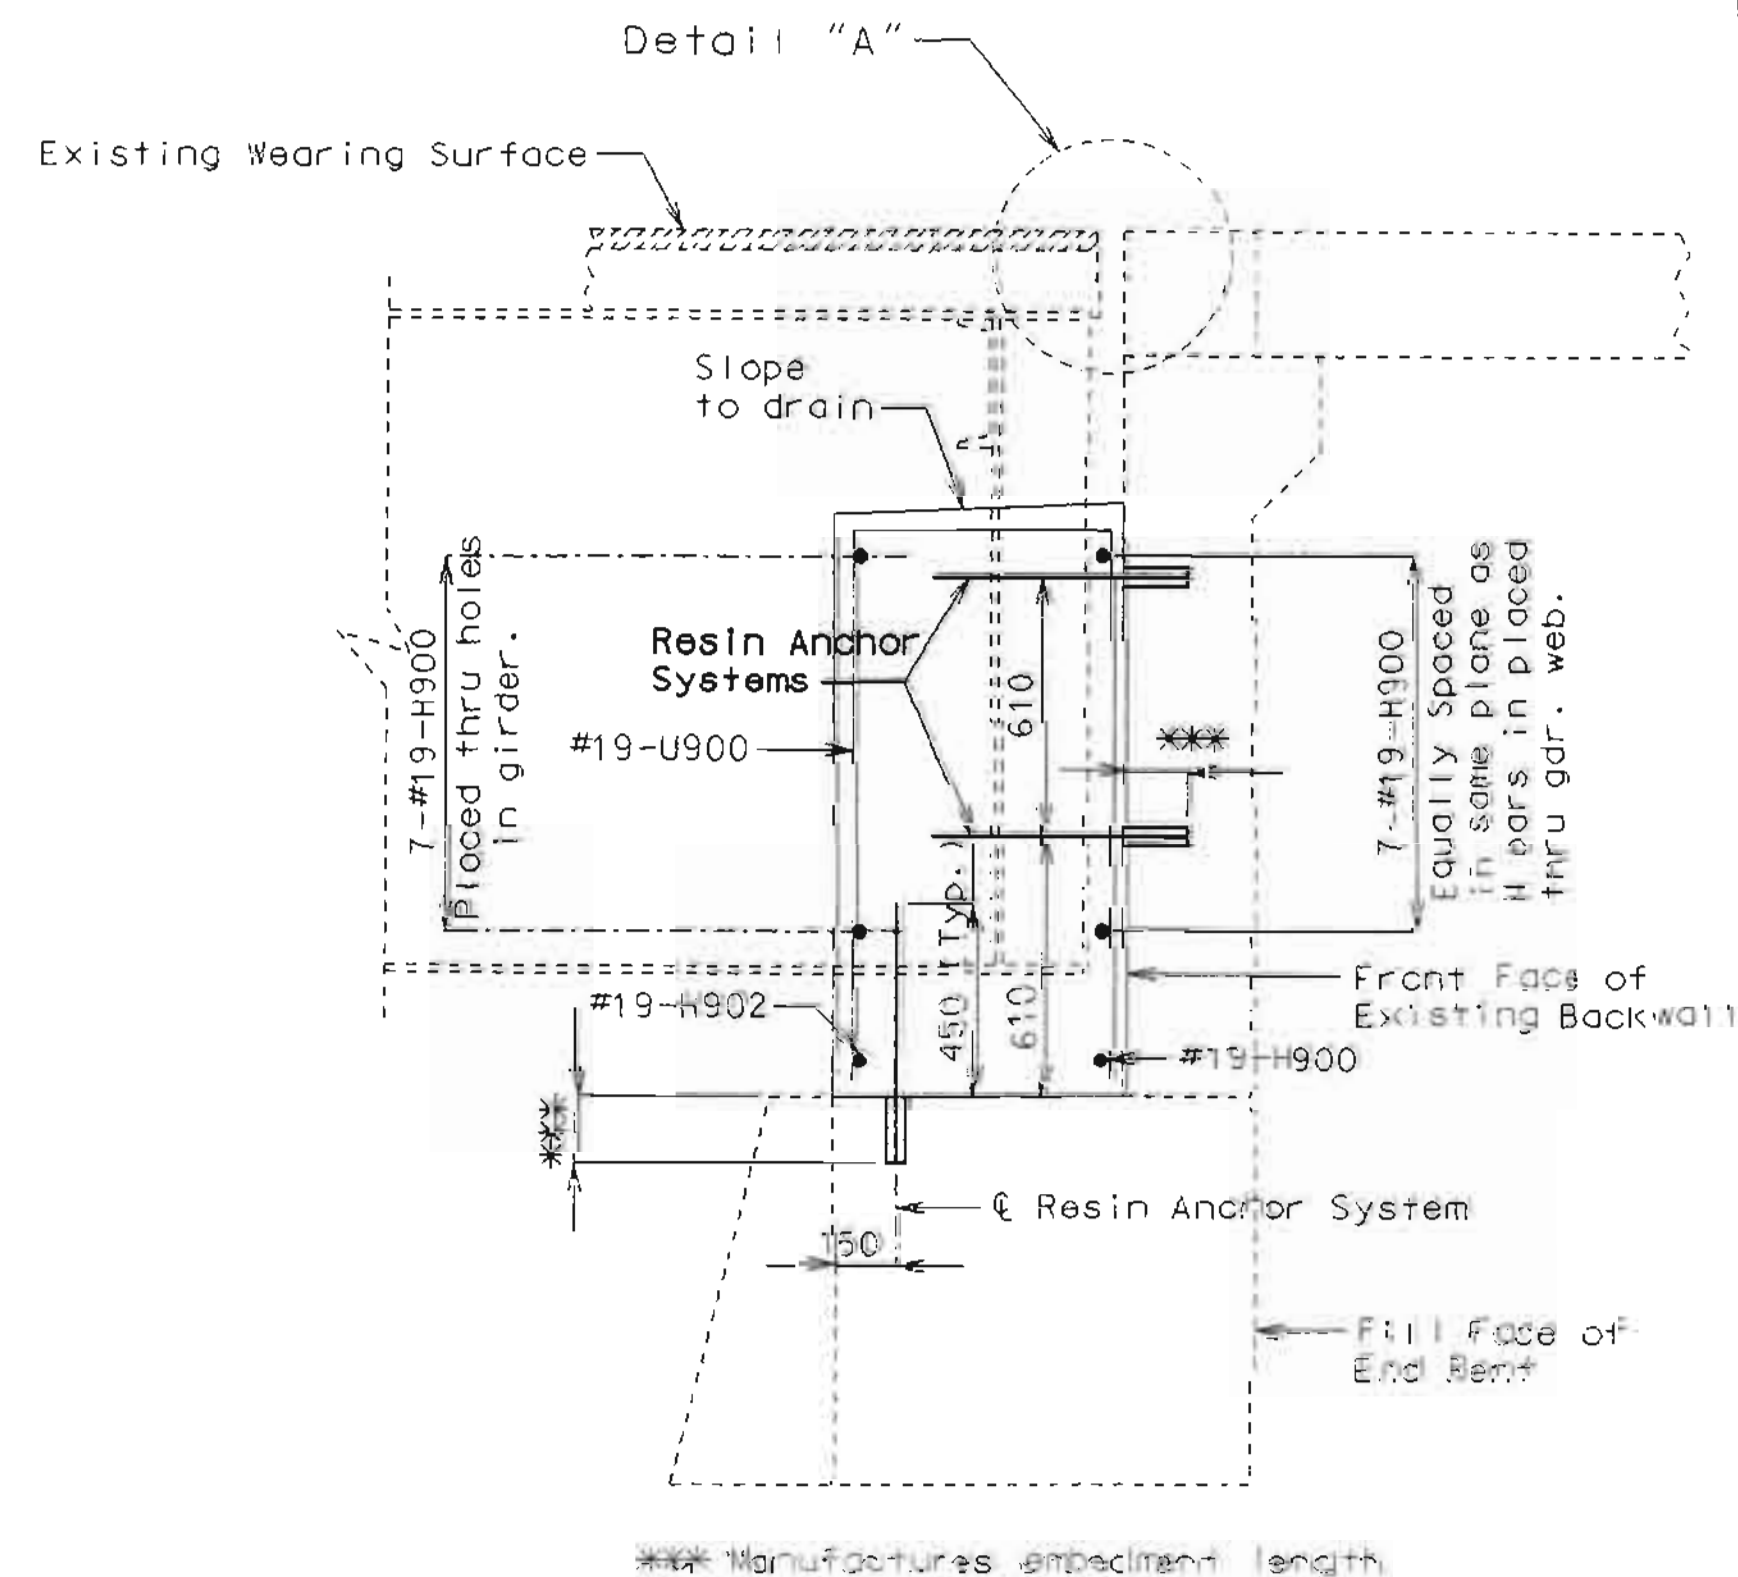 Detail "A"
Existing Wearing Surface
Slope
to drain
7-#19-H900
Placed thru holes
in girder.
Resin Anchor
Systems
#19-U900
610
***
7-#19-H900
Equally Spaced
in same plane as
H bars in placed
thru gdr. web.
450 (Typ.)
610
#19-H902
Front Face of
Existing Backwall
#19-H900
***
℄ Resin Anchor System
150
Fill Face of
End Bent
*** Manufactures embedment length